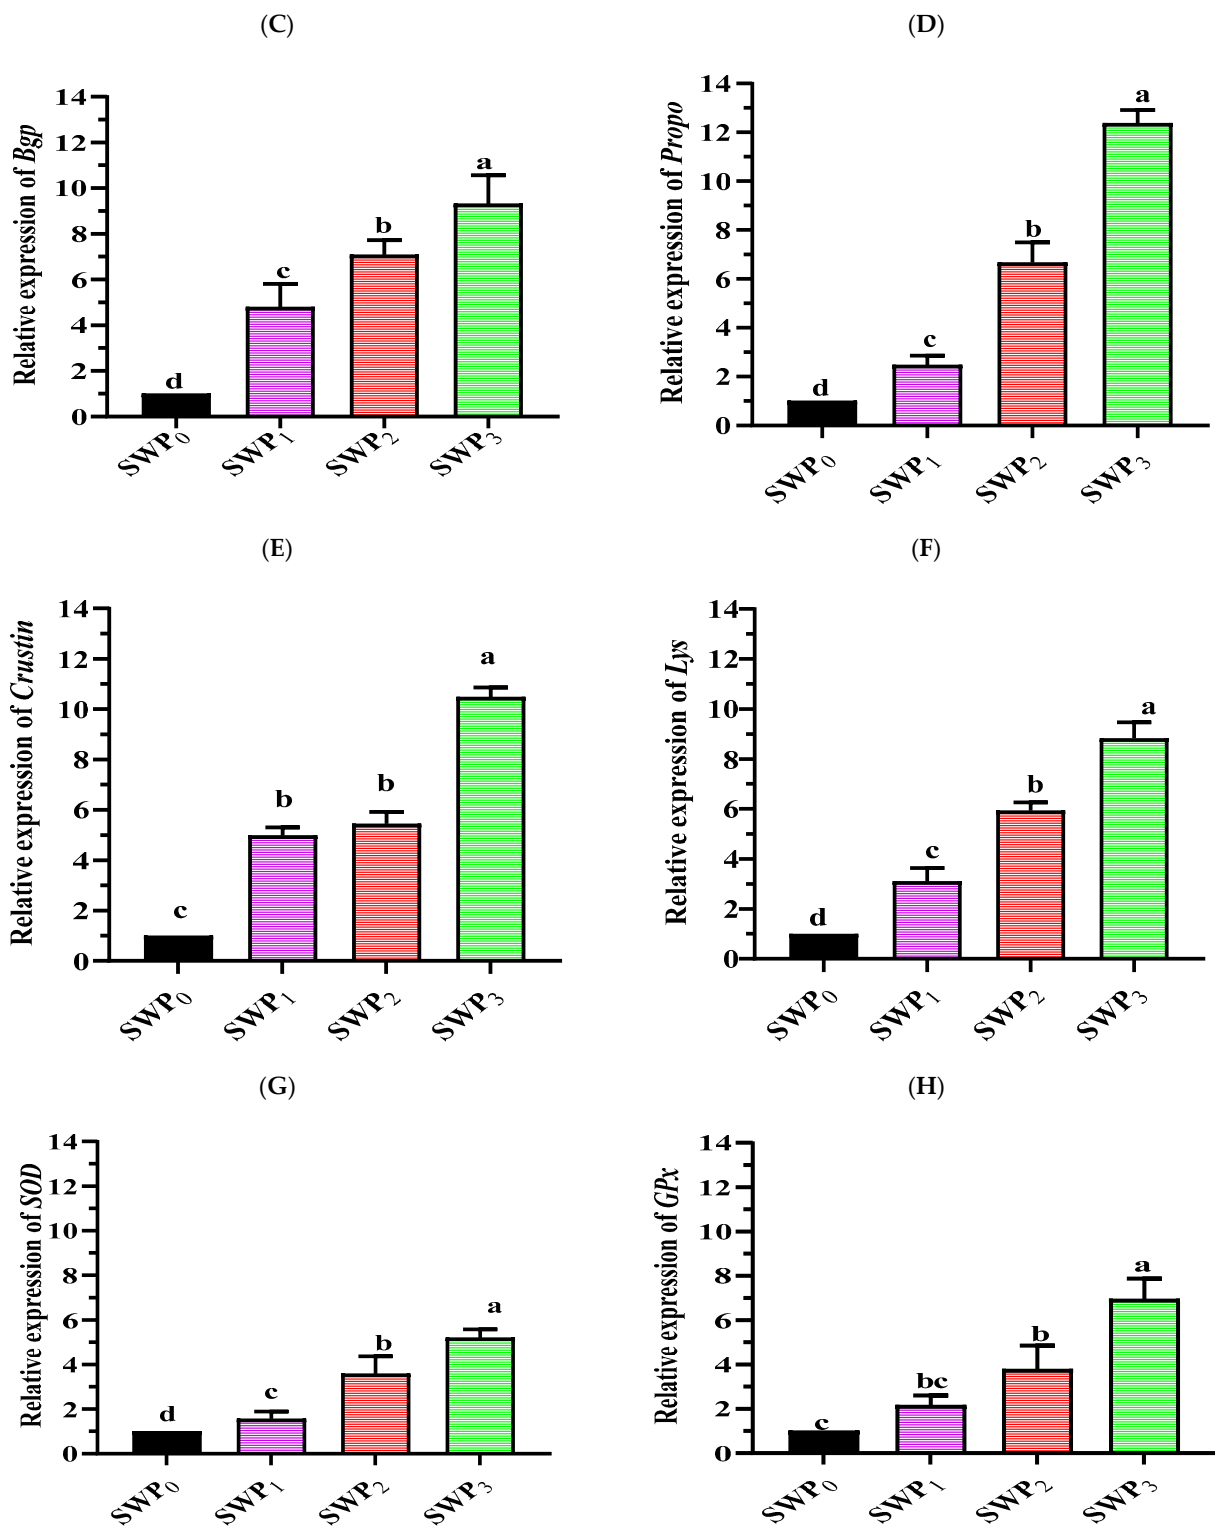 (C)
(D)
Relative expression of Bgp
14
12
10
8
6
4
2
0
d
c
b
a
SWP0
SWP1
SWP2
SWP3
Relative expression of Propo
14
12
10
8
6
4
2
0
d
c
b
a
SWP0
SWP1
SWP2
SWP3
(E)
(F)
Relative expression of Crustin
14
12
10
8
6
4
2
0
c
b
b
a
SWP0
SWP1
SWP2
SWP3
Relative expression of Lys
14
12
10
8
6
4
2
0
d
c
b
a
SWP0
SWP1
SWP2
SWP3
(G)
(H)
Relative expression of SOD
14
12
10
8
6
4
2
0
d
c
b
a
SWP0
SWP1
SWP2
SWP3
Relative expression of GPx
14
12
10
8
6
4
2
0
c
bc
b
a
SWP0
SWP1
SWP2
SWP3